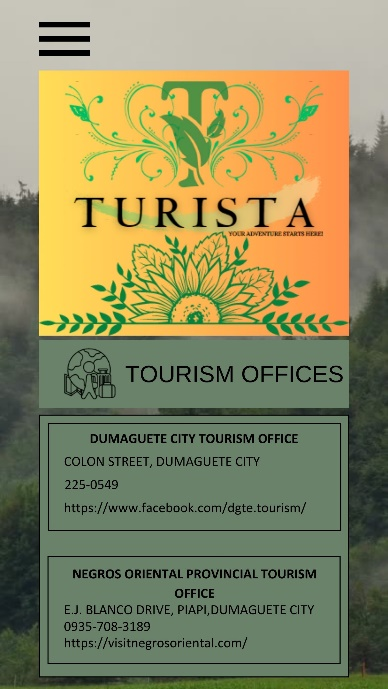 T
TURISTA
YOUR ADVENTURE STARTS HERE!
TOURISM OFFICES
DUMAGUETE CITY TOURISM OFFICE
COLON STREET, DUMAGUETE CITY
225-0549
https://www.facebook.com/dgte.tourism/
NEGROS ORIENTAL PROVINCIAL TOURISM
OFFICE
E.J. BLANCO DRIVE, PIAPI,DUMAGUETE CITY
0935-708-3189
https://visitnegrosoriental.com/